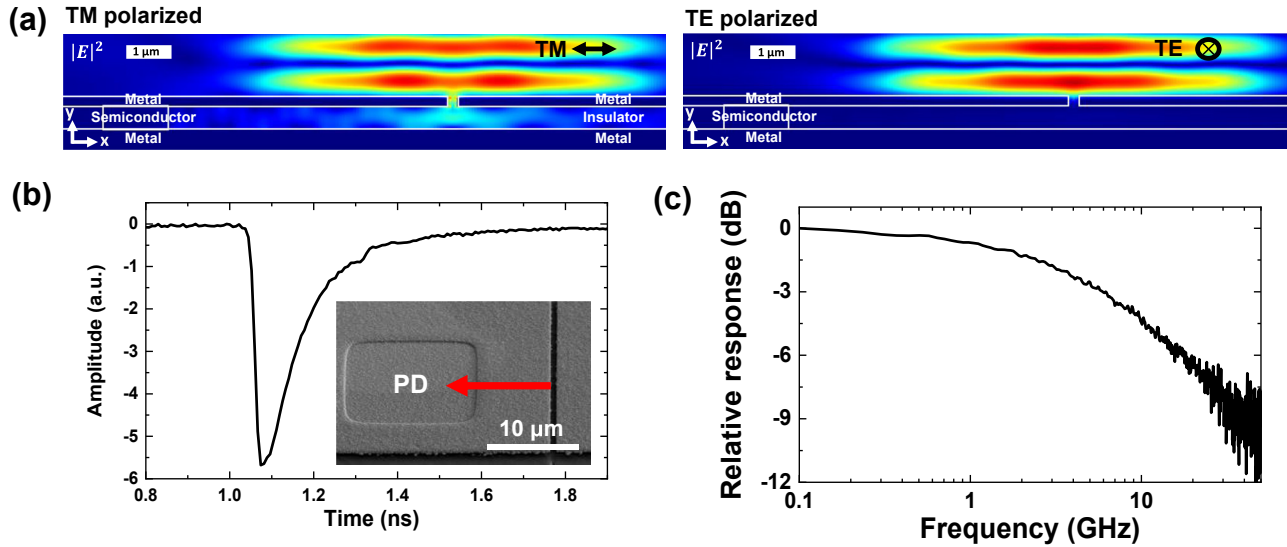 (a)
TM polarized
|E|² 1 µm TM
Metal Metal
Semiconductor Insulator
y
x
Metal
TE polarized
|E|² 1 µm TE
Metal
Semiconductor
y
x
Metal
(b)
Amplitude (a.u.)
0
-1
-2
-3
-4
-5
-6
0.8 1.0 1.2 1.4 1.6 1.8
Time (ns)
PD
10 µm
(c)
Relative response (dB)
0
-3
-6
-9
-12
0.1 1 10
Frequency (GHz)